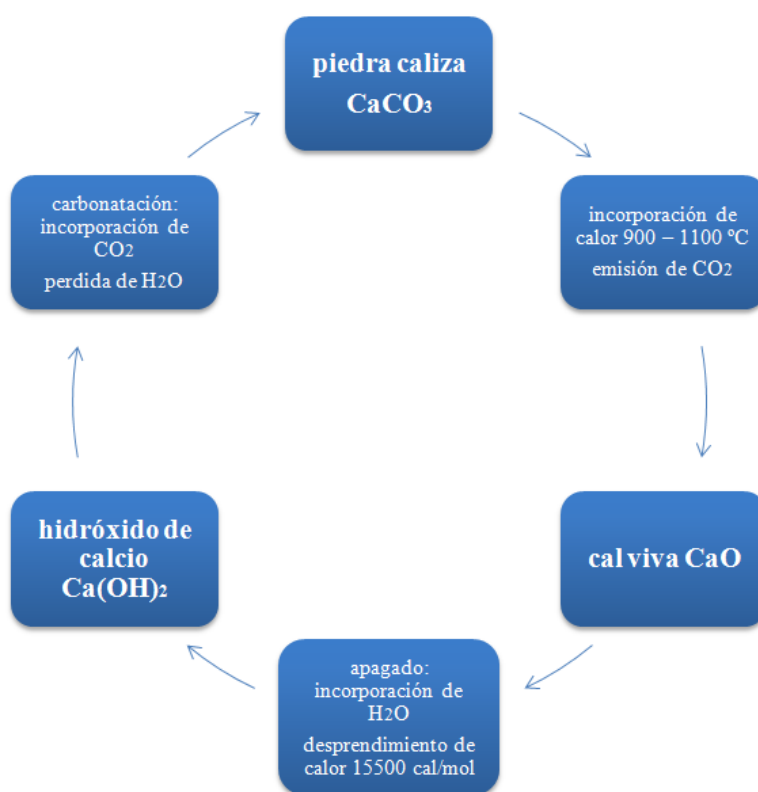 piedra caliza
CaCO3
incorporación de
calor 900 – 1100 ºC
emisión de CO2
cal viva CaO
apagado:
incorporación de
H2O
desprendimiento de
calor 15500 cal/mol
hidróxido de
calcio
Ca(OH)2
carbonatación:
incorporación de
CO2
perdida de H2O